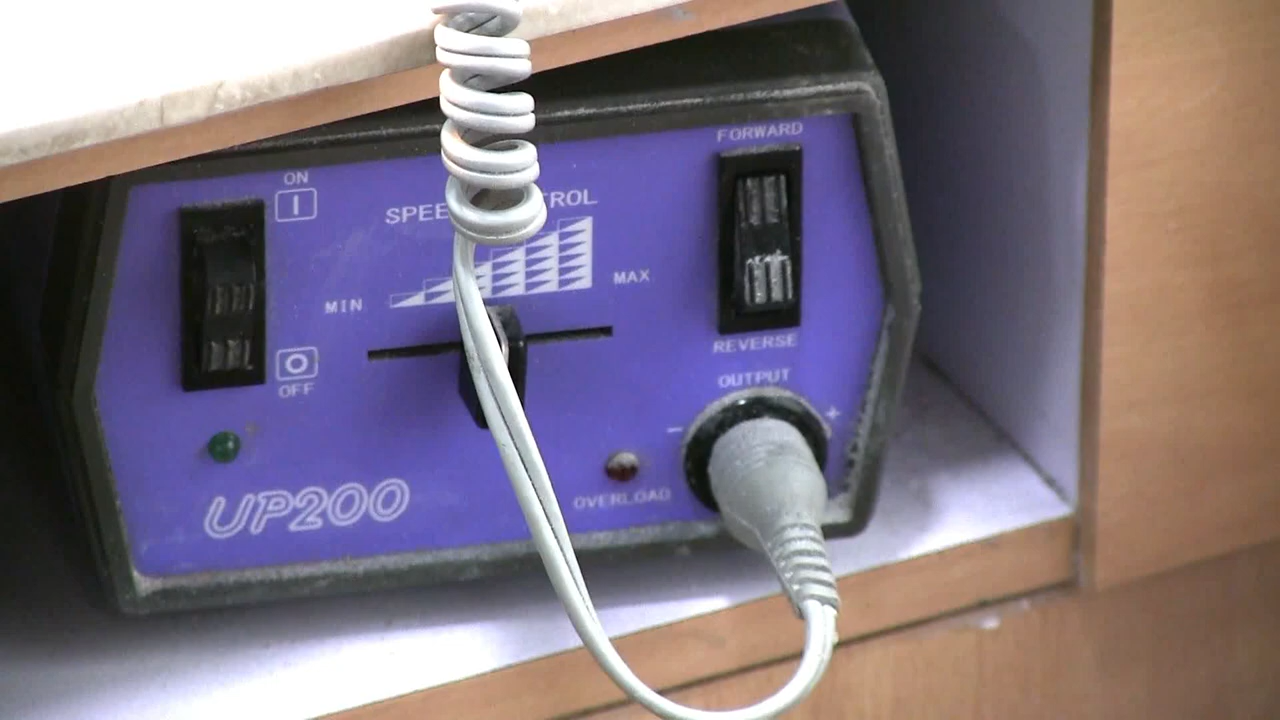 ON
I
SPEE TROL
MIN
MAX
O
OFF
UP200
FORWARD
REVERSE
OUTPUT
- +
OVERLOAD